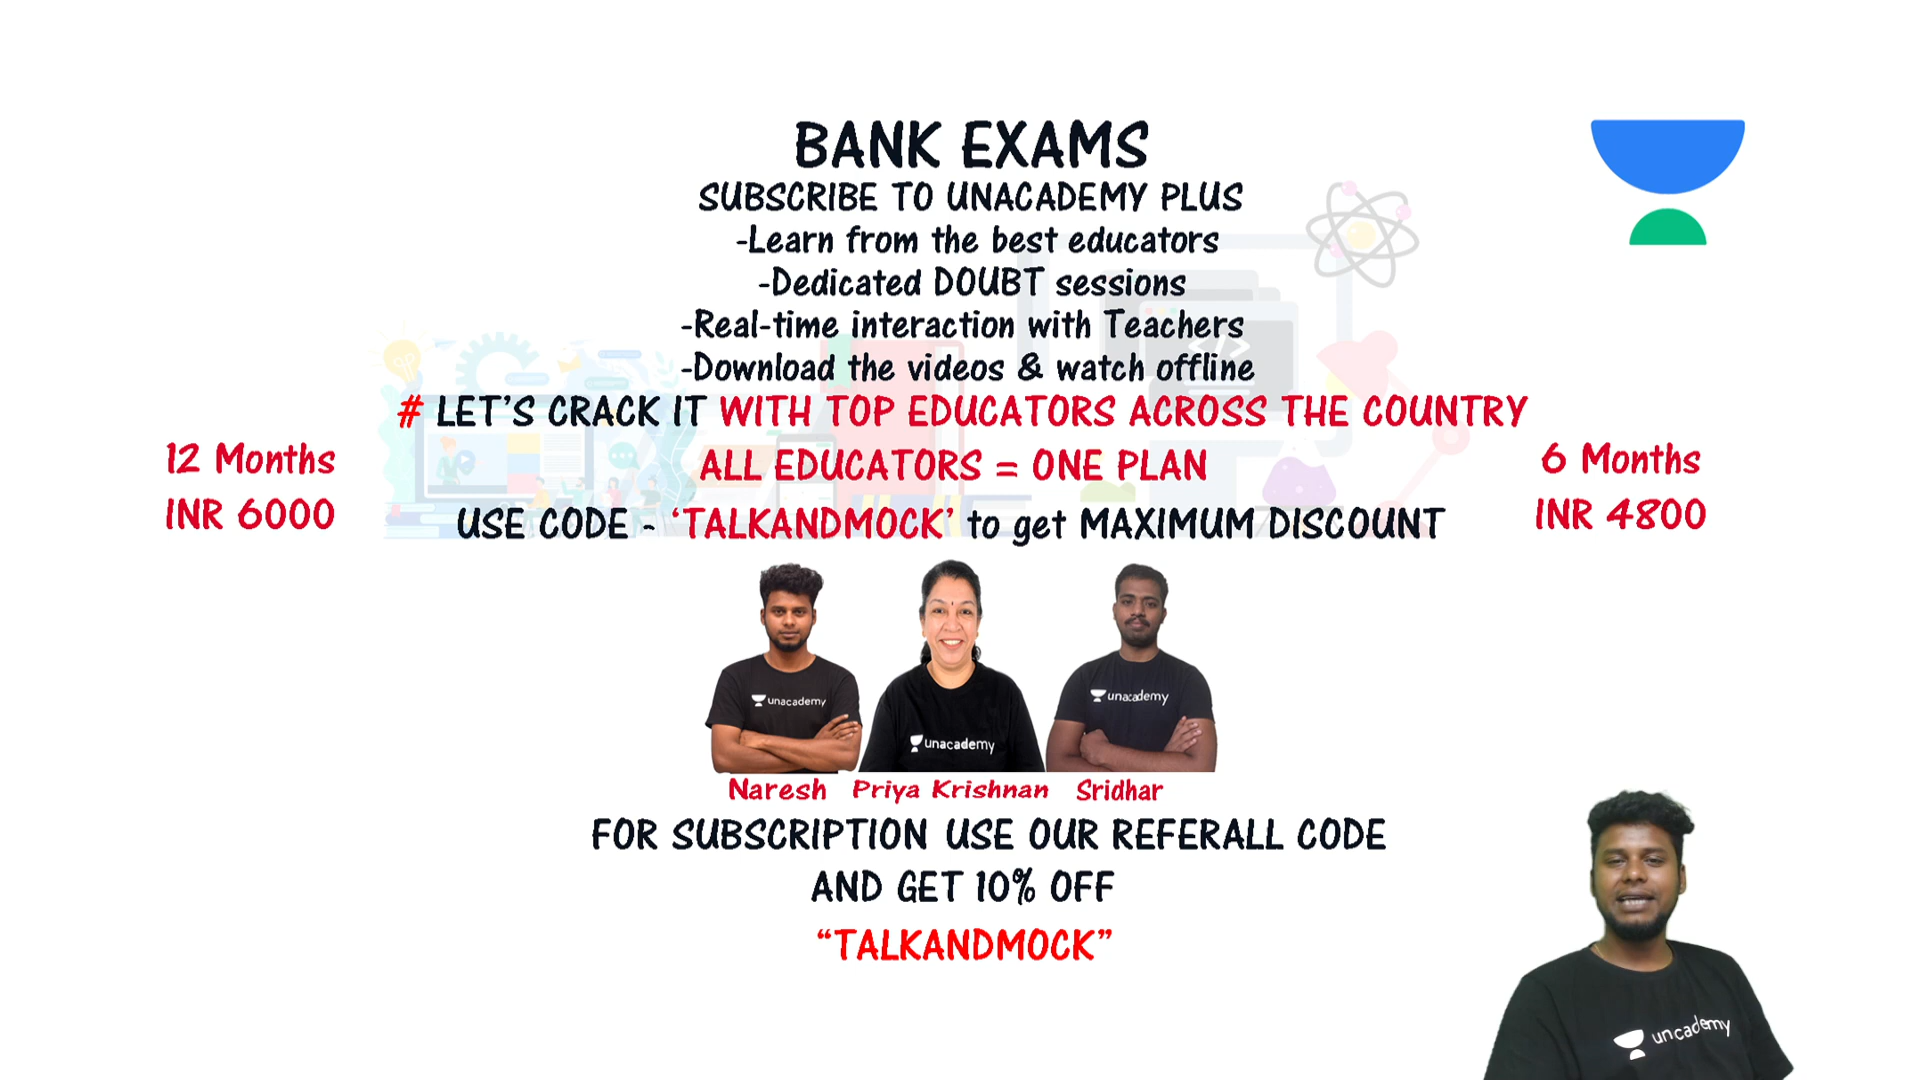 BANK EXAMS
SUBSCRIBE TO UNACADEMY PLUS
-Learn from the best educators
-Dedicated DOUBT sessions
-Real-time interaction with Teachers
-Download the videos & watch offline
# LET'S CRACK IT WITH TOP EDUCATORS ACROSS THE COUNTRY
12 Months
INR 6000
ALL EDUCATORS = ONE PLAN
6 Months
INR 4800
USE CODE - ‘TALKANDMOCK’ to get MAXIMUM DISCOUNT
unacademy
unacademy
unacademy
Naresh Priya Krishnan Sridhar
FOR SUBSCRIPTION USE OUR REFERALL CODE
AND GET 10% OFF
“TALKANDMOCK”
unacademy